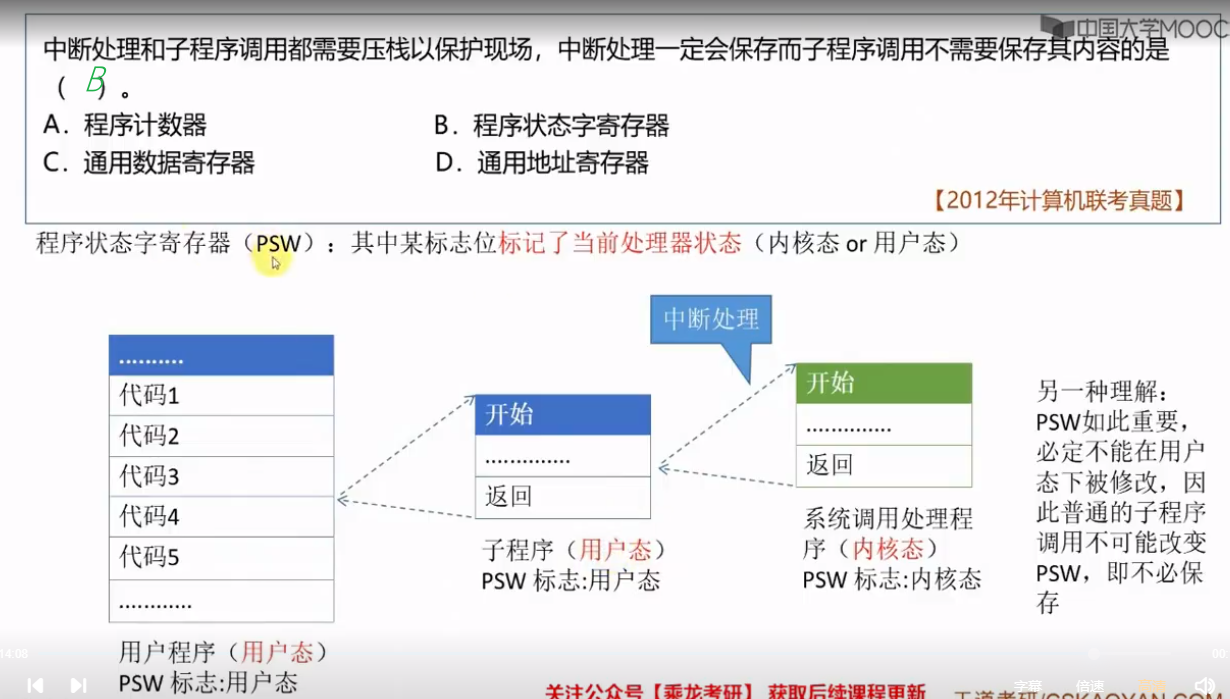 中国大学MOOC
中断处理和子程序调用都需要压栈以保护现场，中断处理一定会保存而子程序调用不需要保存其内容的是
（ B ）。
A．程序计数器 B．程序状态字寄存器
C．通用数据寄存器 D．通用地址寄存器
【2012年计算机联考真题】
程序状态字寄存器（PSW）：其中某标志位标记了当前处理器状态（内核态 or 用户态）
..........
代码1
代码2
代码3
代码4
代码5
............
用户程序（用户态）
PSW 标志:用户态
开始
..............
返回
子程序（用户态）
PSW 标志:用户态
中断处理
开始
..............
返回
系统调用处理程
序（内核态）
PSW 标志:内核态
另一种理解：
PSW如此重要，
必定不能在用户
态下被修改，因
此普通的子程序
调用不可能改变
PSW，即不必保
存
14:08
00
字幕 倍速
关注公众号【乘龙考研】 获取后续课程更新
王道考研/CSKAOYAN.COM